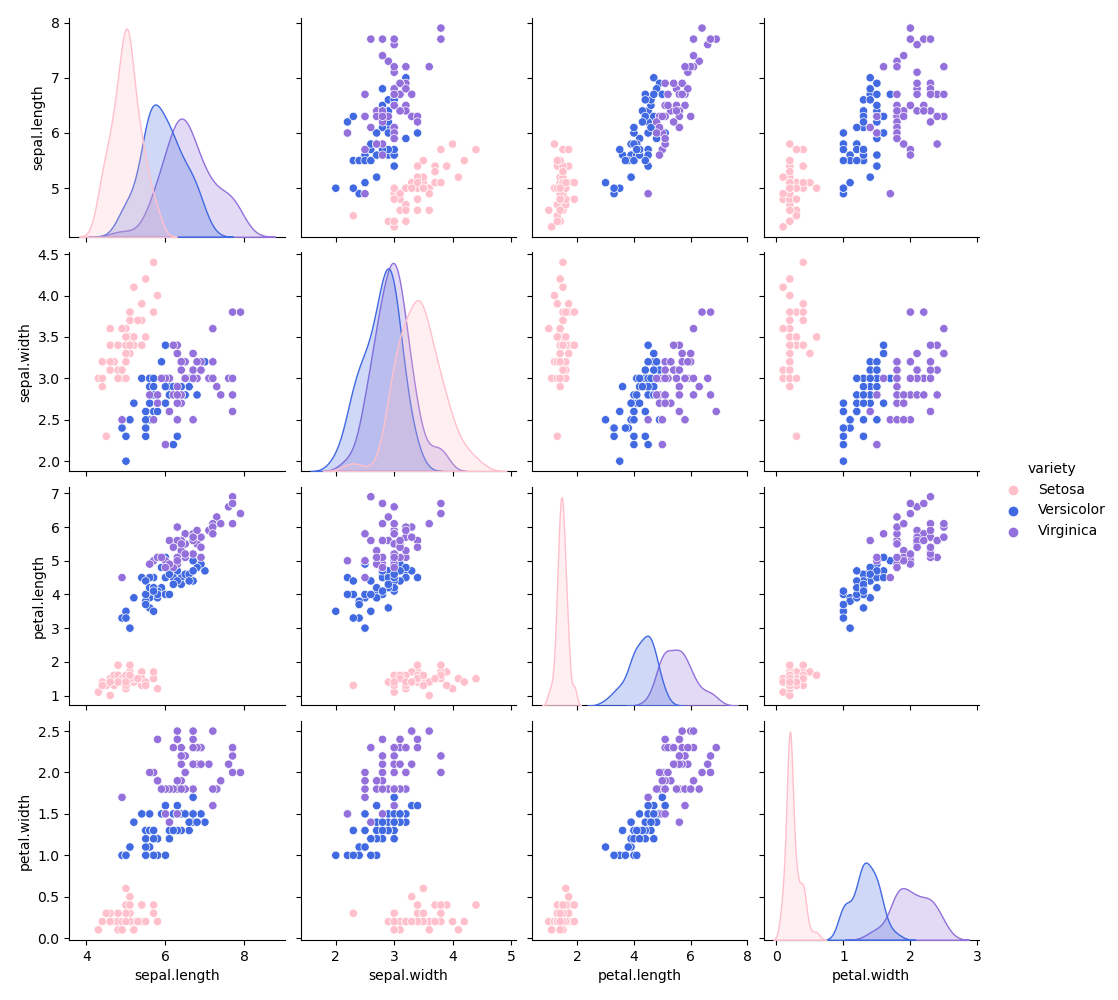 8
7
6
5
sepal.length
4.5
4.0
3.5
3.0
2.5
2.0
sepal.width
variety
Setosa
Versicolor
Virginica
7
6
5
4
3
2
1
petal.length
2.5
2.0
1.5
1.0
0.5
0.0
petal.width
4 6 8 2 3 4 5 2 4 6 8 0 1 2 3
sepal.length sepal.width petal.length petal.width